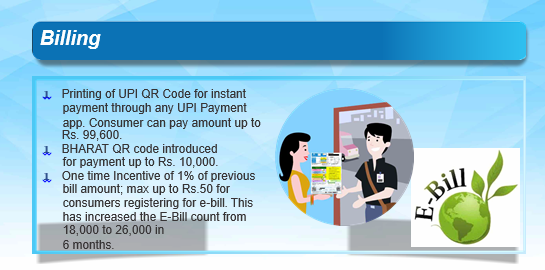 Billing
Printing of UPI QR Code for instant
payment through any UPI Payment
app. Consumer can pay amount up to
Rs. 99,600.
BHARAT QR code introduced
for payment up to Rs. 10,000.
One time Incentive of 1% of previous
bill amount; max up to Rs.50 for
consumers registering for e-bill. This
has increased the E-Bill count from
18,000 to 26,000 in
6 months.
E-Bill